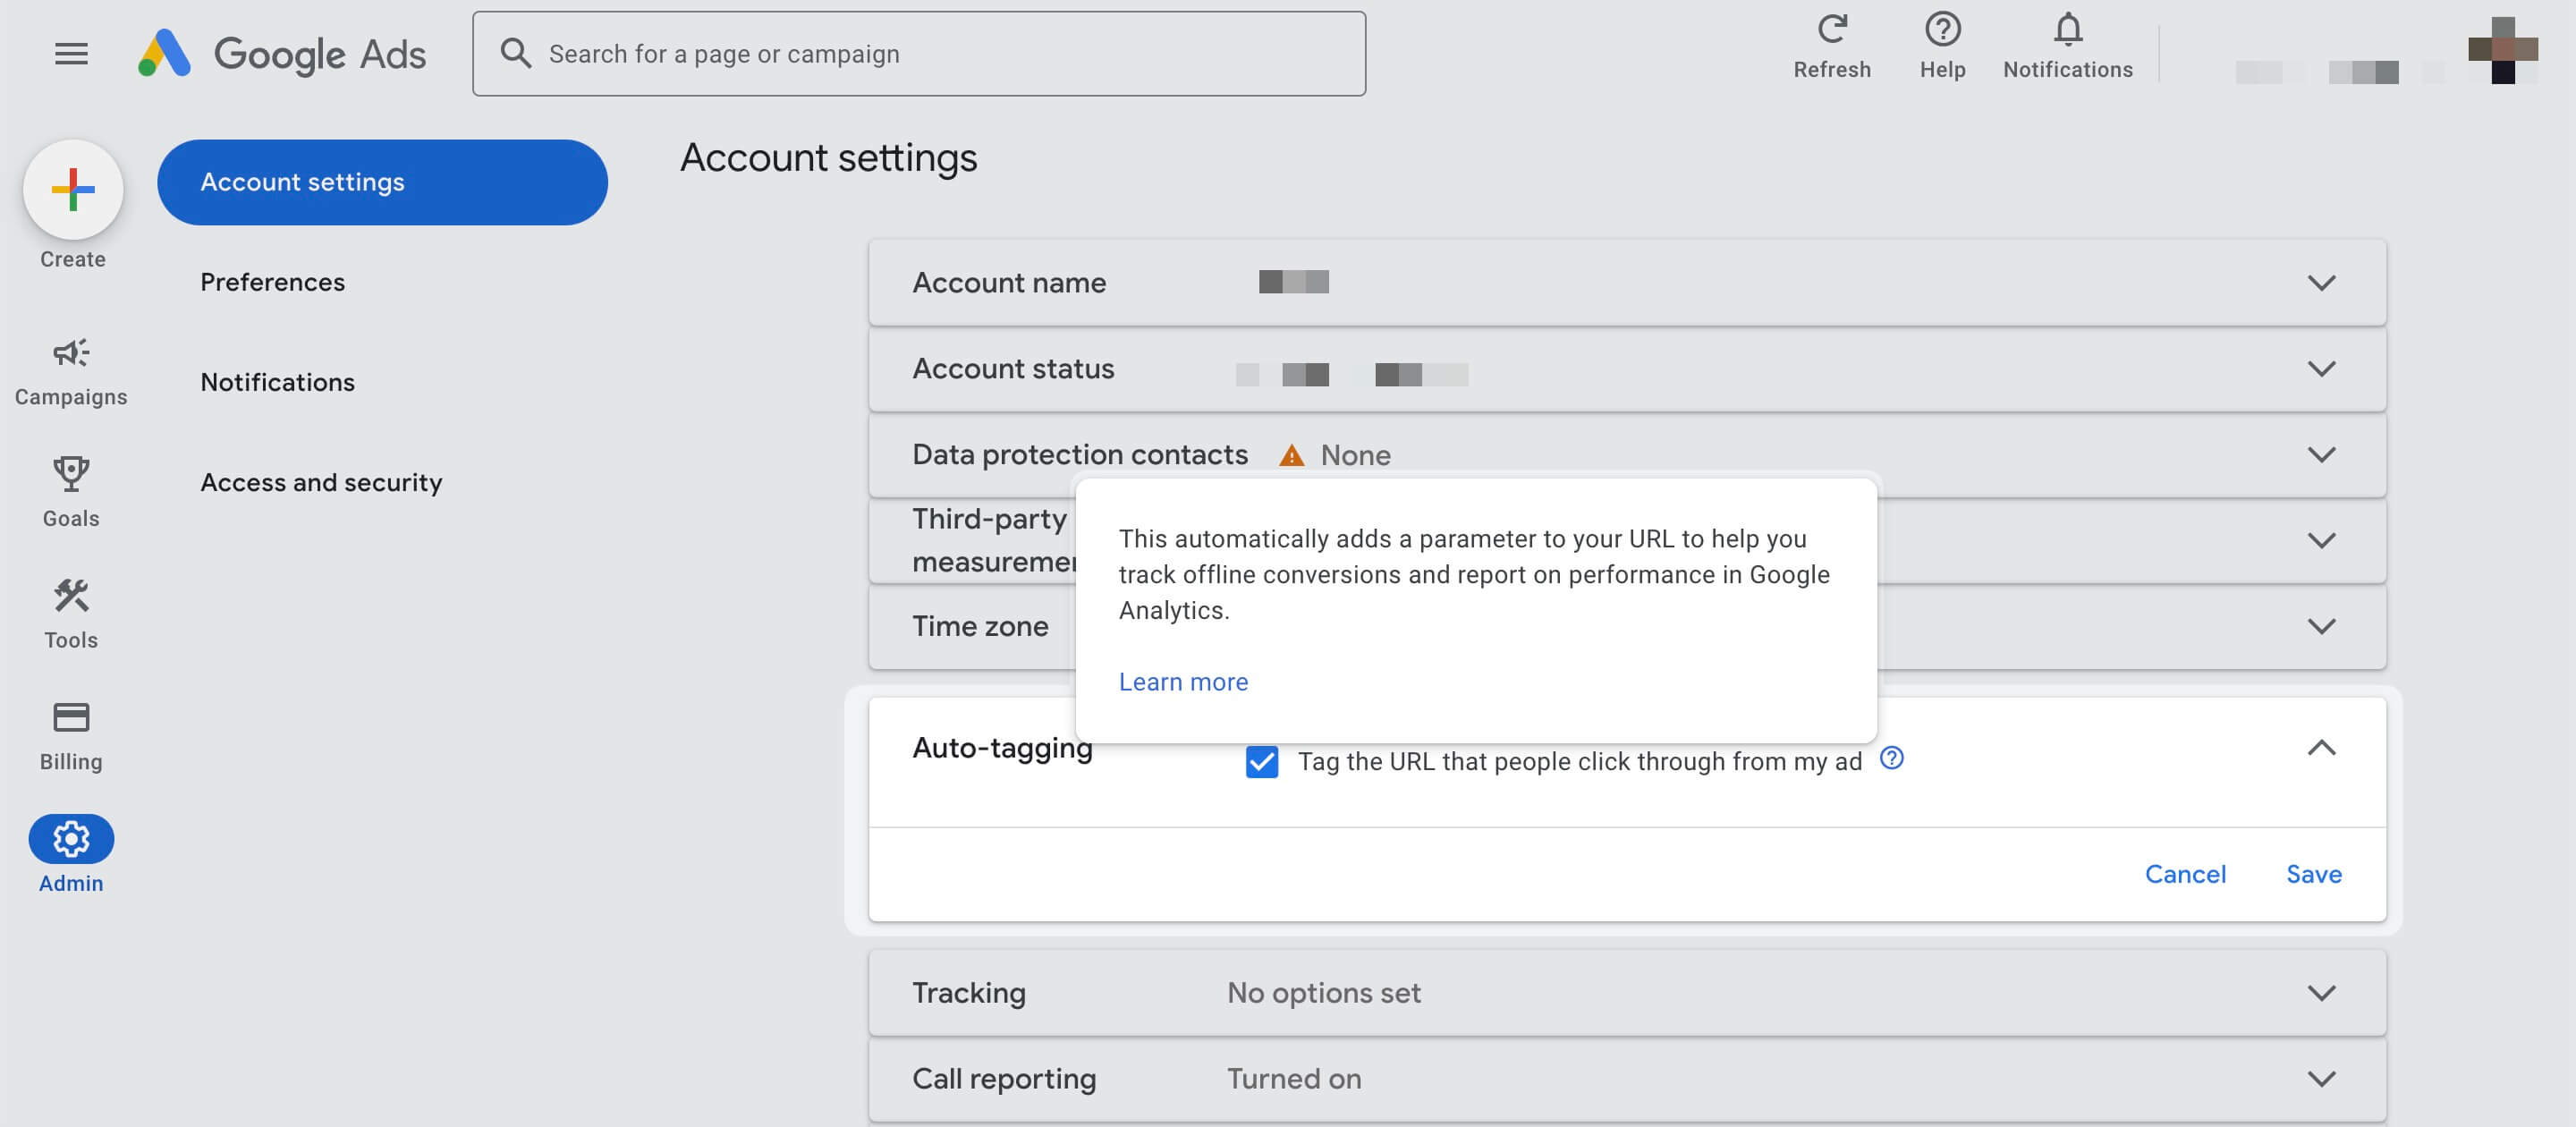 Google Ads
Search for a page or campaign
Refresh
Help
Notifications
Create
Campaigns
Goals
Tools
Billing
Admin
Account settings
Preferences
Notifications
Access and security
Account settings
Account name
Account status
Data protection contacts None
Third-party
Time zone
This automatically adds a parameter to your URL to help you
track offline conversions and report on performance in Google
Analytics.
Learn more
Auto-tagging
Tag the URL that people click through from my ad
Cancel Save
Tracking No options set
Call reporting Turned on